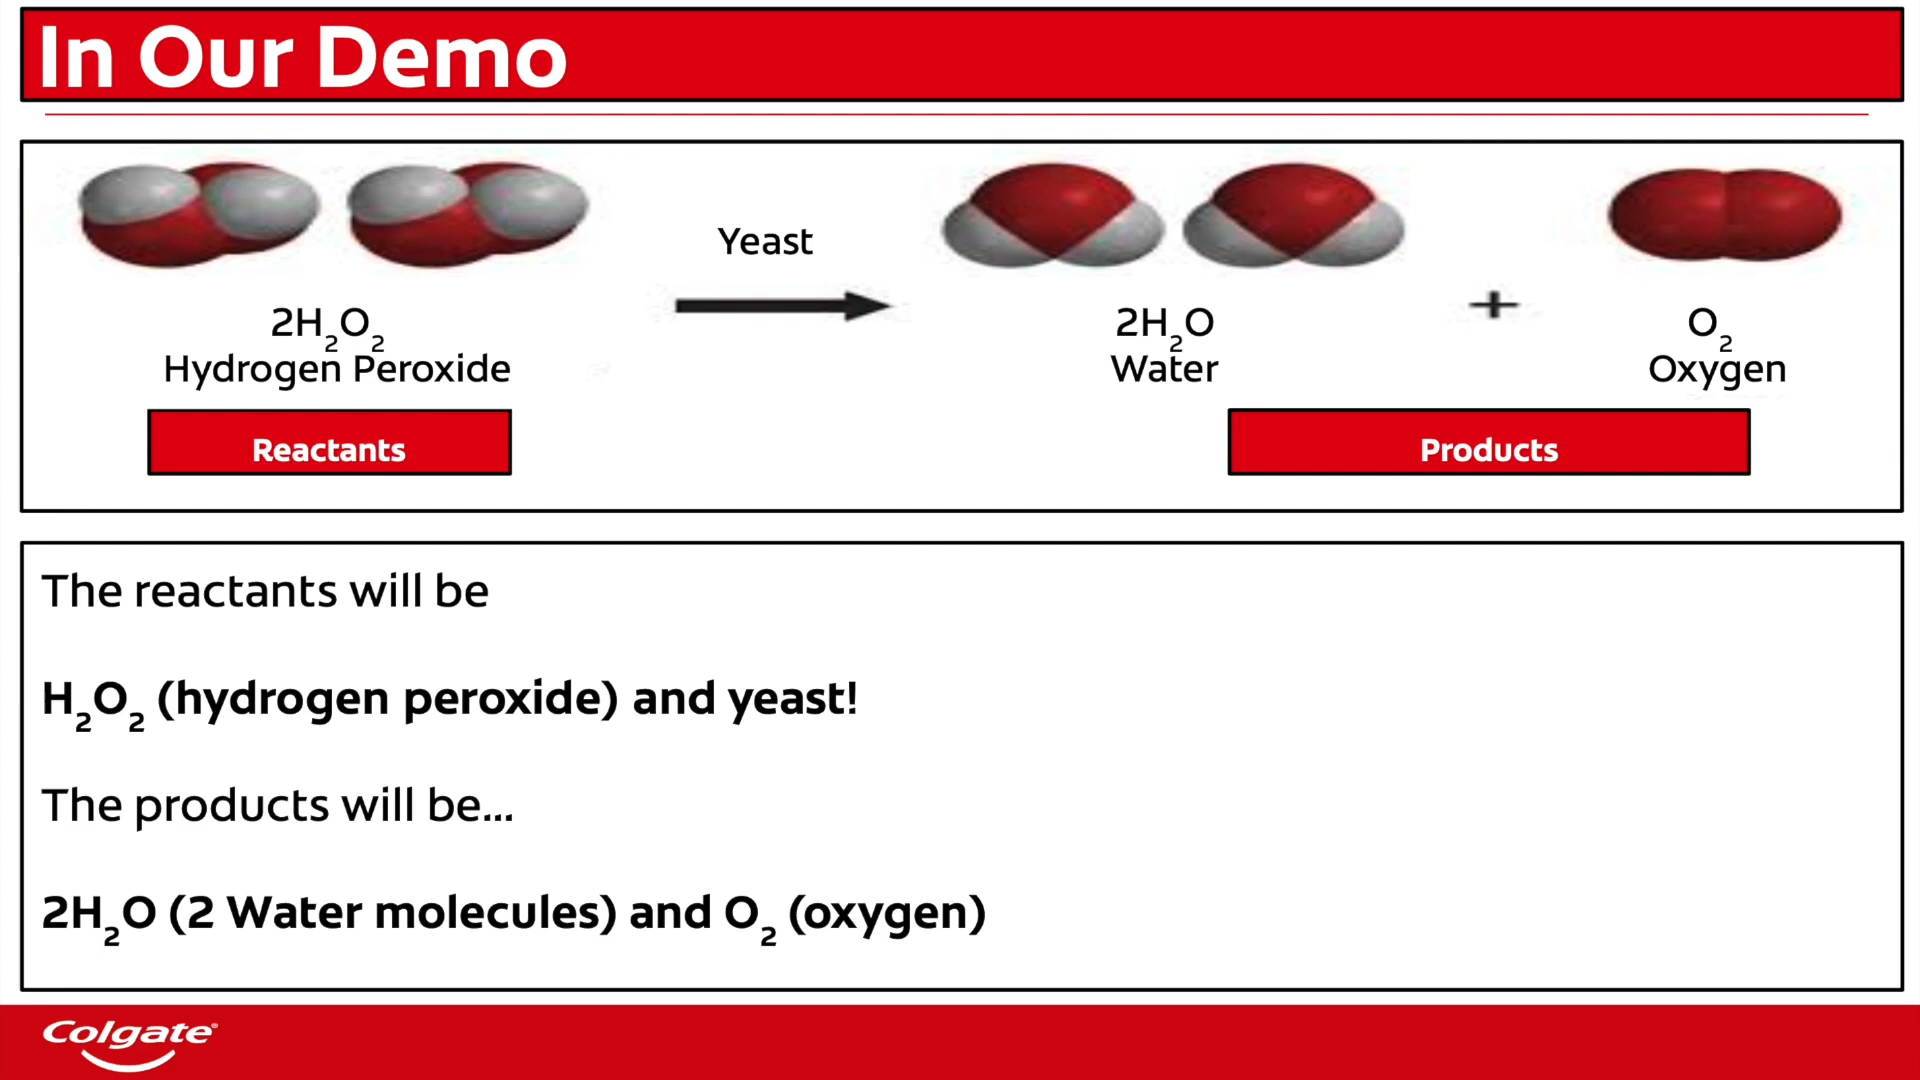 In Our Demo
Yeast
2H₂O₂
Hydrogen Peroxide
2H₂O
Water
+
O₂
Oxygen
Reactants
Products
The reactants will be
H₂O₂ (hydrogen peroxide) and yeast!
The products will be...
2H₂O (2 Water molecules) and O₂ (oxygen)
Colgate®